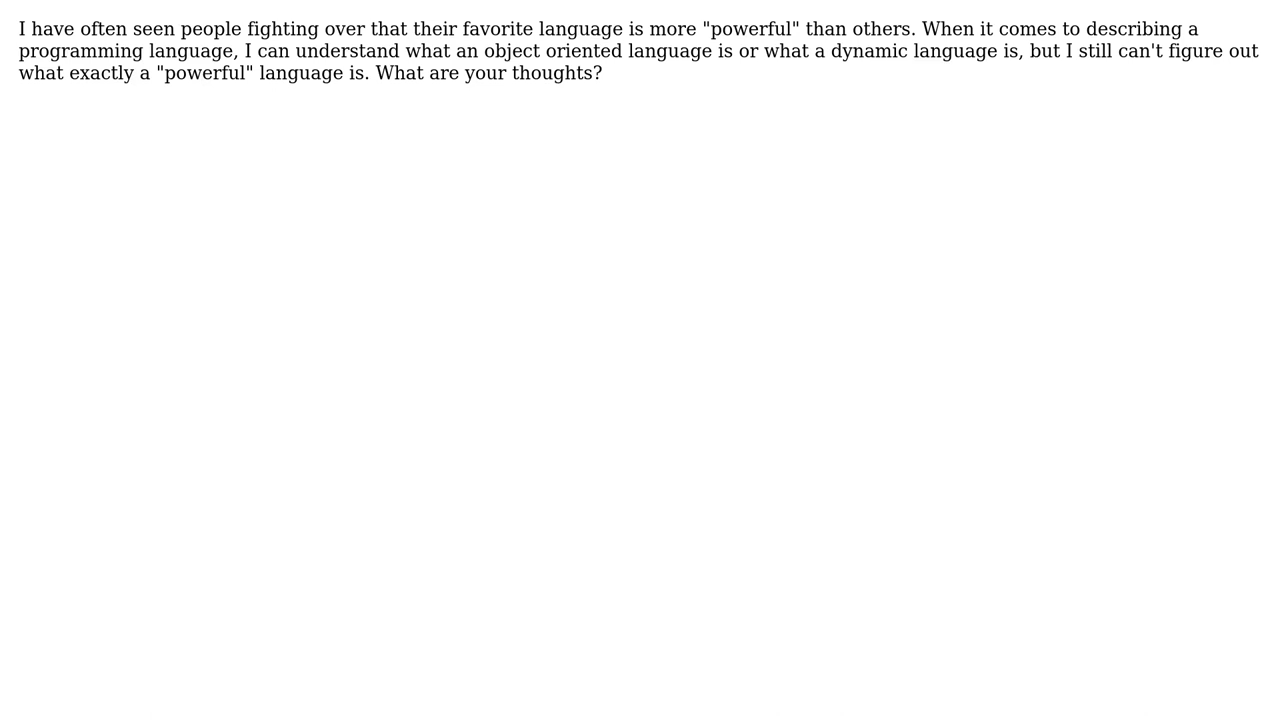 I have often seen people fighting over that their favorite language is more "powerful" than others. When it comes to describing a
programming language, I can understand what an object oriented language is or what a dynamic language is, but I still can't figure out
what exactly a "powerful" language is. What are your thoughts?